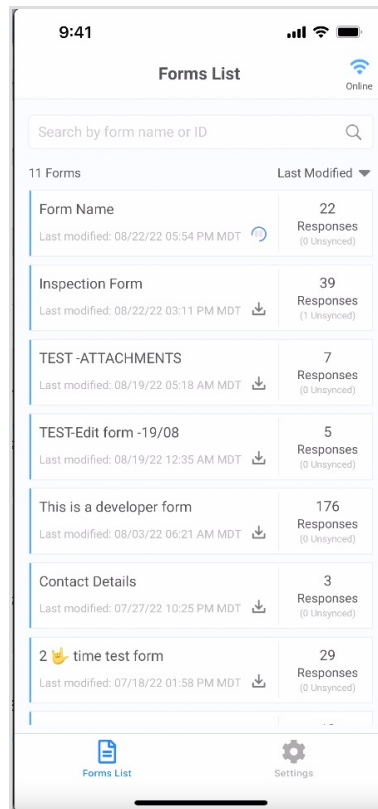 9:41
Forms List
Online
Search by form name or ID
11 Forms
Last Modified
Form Name
22
Responses
Last modified: 08/22/22 05:54 PM MDT
(0 Unsynced)
Inspection Form
39
Responses
Last modified: 08/22/22 03:11 PM MDT
(1 Unsynced)
TEST -ATTACHMENTS
7
Responses
Last modified: 08/19/22 05:18 AM MDT
(0 Unsynced)
TEST-Edit form -19/08
5
Responses
Last modified: 08/19/22 12:35 AM MDT
(0 Unsynced)
This is a developer form
176
Responses
Last modified: 08/03/22 06:21 AM MDT
(0 Unsynced)
Contact Details
3
Responses
Last modified: 07/27/22 10:25 PM MDT
(0 Unsynced)
2 🤟 time test form
29
Responses
Last modified: 07/18/22 01:58 PM MDT
(0 Unsynced)
Forms List
Settings